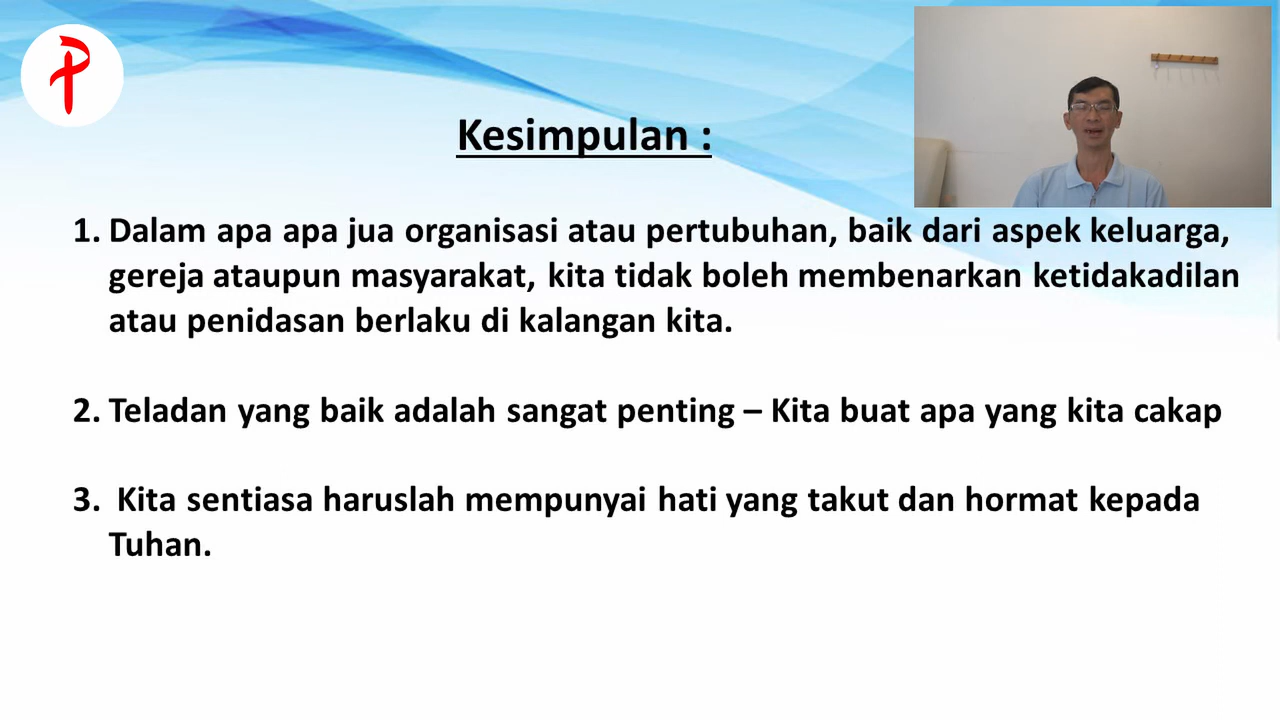 Kesimpulan :
1. Dalam apa apa jua organisasi atau pertubuhan, baik dari aspek keluarga,
gereja ataupun masyarakat, kita tidak boleh membenarkan ketidakadilan
atau penidasan berlaku di kalangan kita.
2. Teladan yang baik adalah sangat penting – Kita buat apa yang kita cakap
3. Kita sentiasa haruslah mempunyai hati yang takut dan hormat kepada
Tuhan.